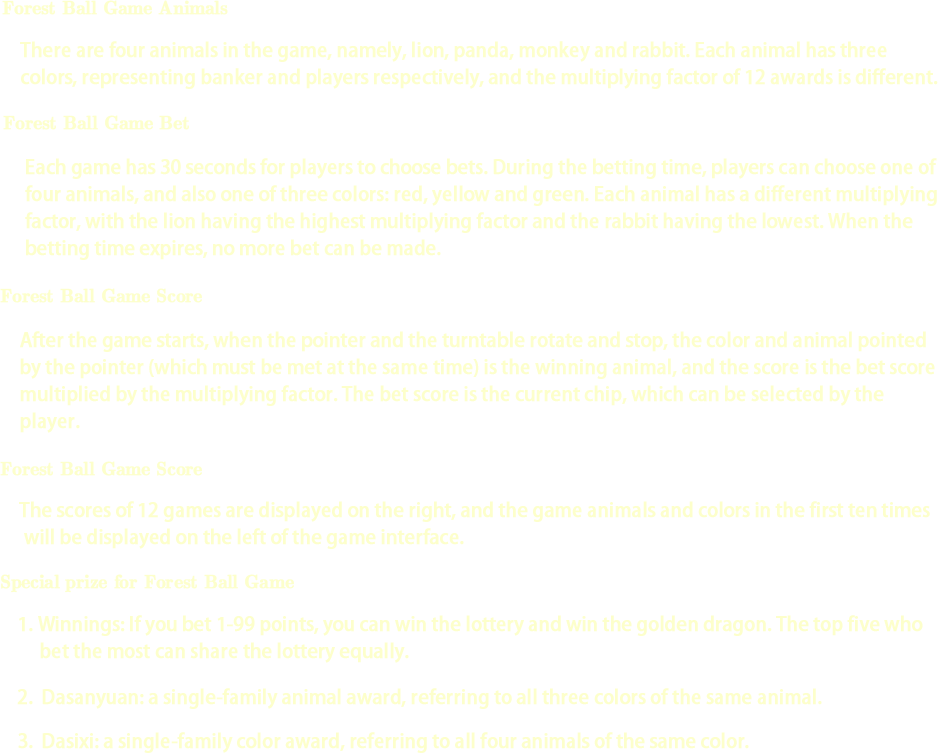 Forest Ball Game Animals
There are four animals in the game, namely, lion, panda, monkey and rabbit. Each animal has three
colors, representing banker and players respectively, and the multiplying factor of 12 awards is different.
Forest Ball Game Bet
Each game has 30 seconds for players to choose bets. During the betting time, players can choose one of
four animals, and also one of three colors: red, yellow and green. Each animal has a different multiplying
factor, with the lion having the highest multiplying factor and the rabbit having the lowest. When the
betting time expires, no more bet can be made.
Forest Ball Game Score
After the game starts, when the pointer and the turntable rotate and stop, the color and animal pointed
by the pointer (which must be met at the same time) is the winning animal, and the score is the bet score
multiplied by the multiplying factor. The bet score is the current chip, which can be selected by the
player.
Forest Ball Game Score
The scores of 12 games are displayed on the right, and the game animals and colors in the first ten times
will be displayed on the left of the game interface.
Special prize for Forest Ball Game
1. Winnings: If you bet 1-99 points, you can win the lottery and win the golden dragon. The top five who
bet the most can share the lottery equally.
2. Dasanyuan: a single-family animal award, referring to all three colors of the same animal.
3. Dasixi: a single-family color award, referring to all four animals of the same color.